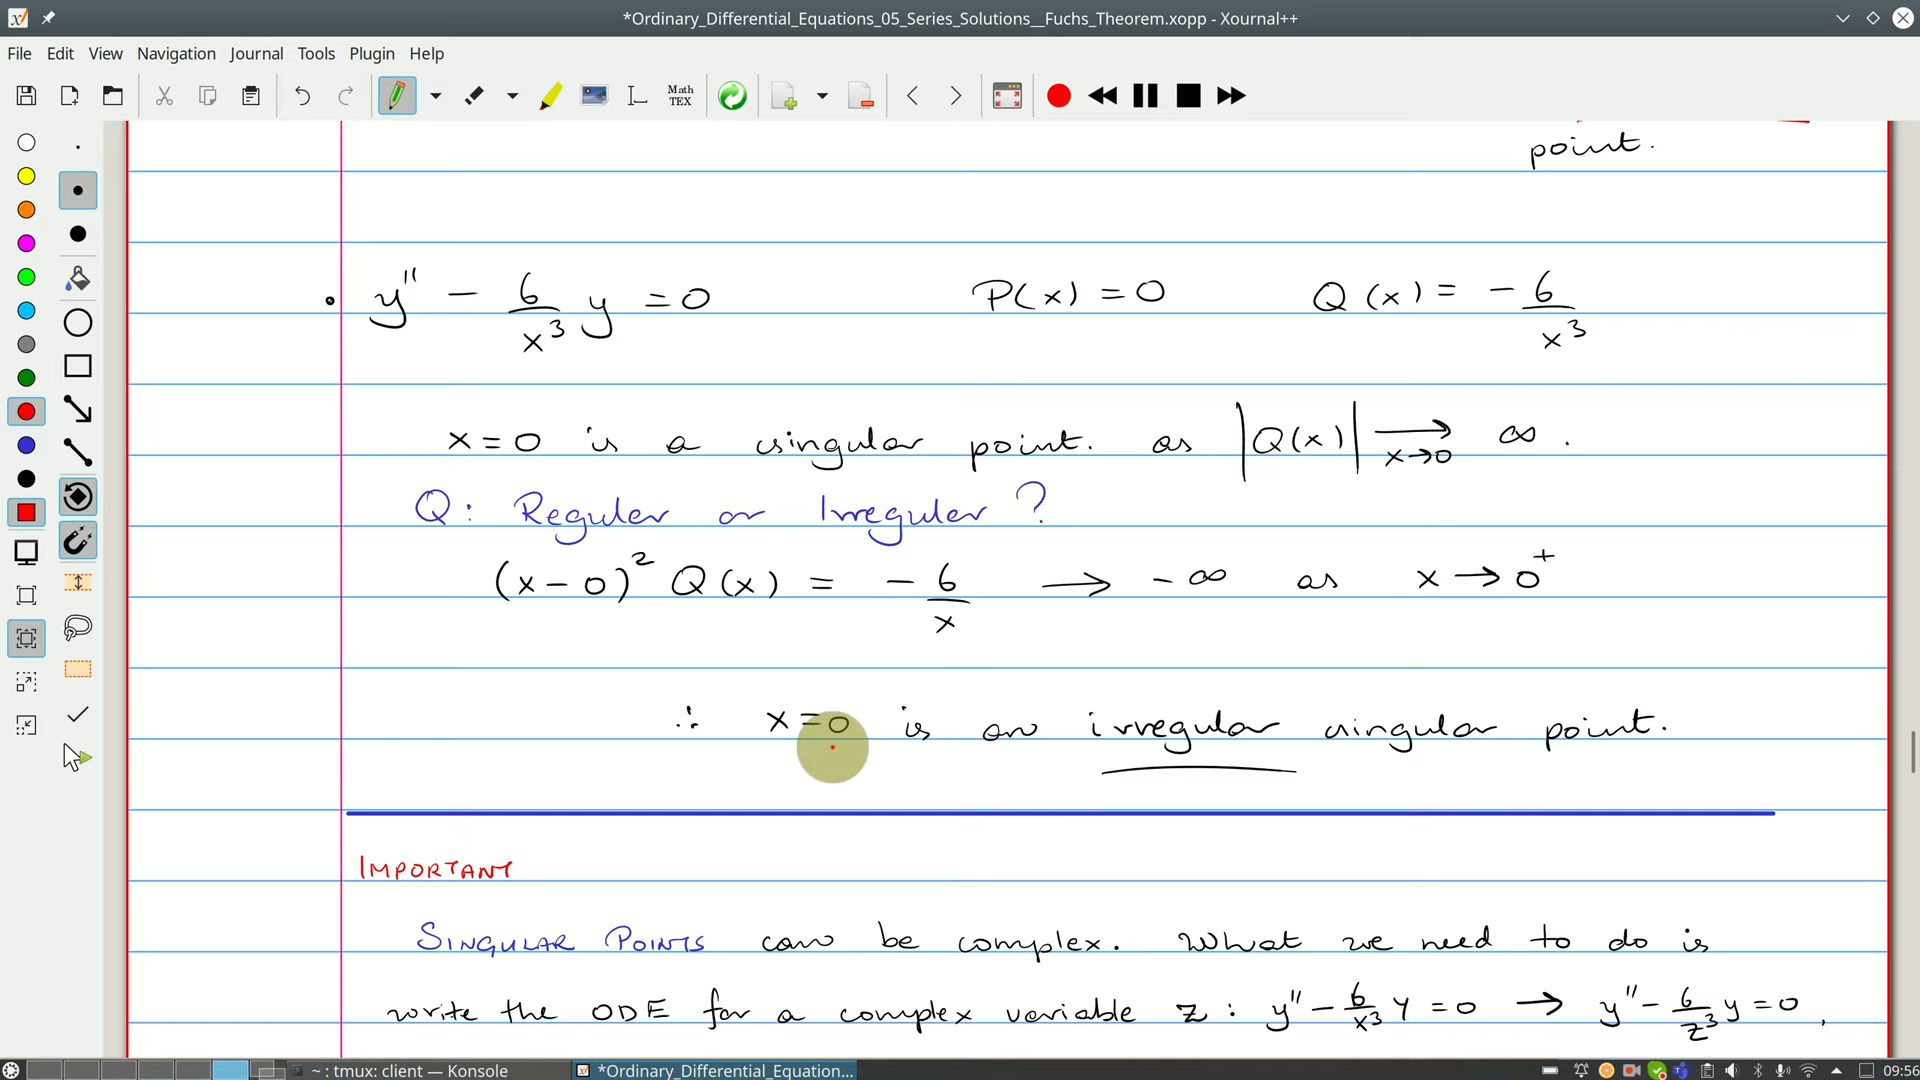 *Ordinary_Differential_Equations_05_Series_Solutions__Fuchs_Theorem.xopp - Xournal++
File Edit View Navigation Journal Tools Plugin Help
Math TEX
point.
• y'' - 6/x³ y = 0    P(x) = 0    Q(x) = - 6/x³
x = 0 is a singular point. as |Q(x)| →_{x→0} ∞.
Q: Regular or Irregular?
(x - 0)² Q(x) = - 6/x → - ∞ as x → 0⁺
∴ x = 0 is an irregular singular point.
IMPORTANT
SINGULAR POINTS can be complex. What we need to do is
write the ODE for a complex variable z : y'' - 6/x³ y = 0 → y'' - 6/z³ y = 0 ,
~ : tmux: client — Konsole    *Ordinary_Differential_Equation...    09:56